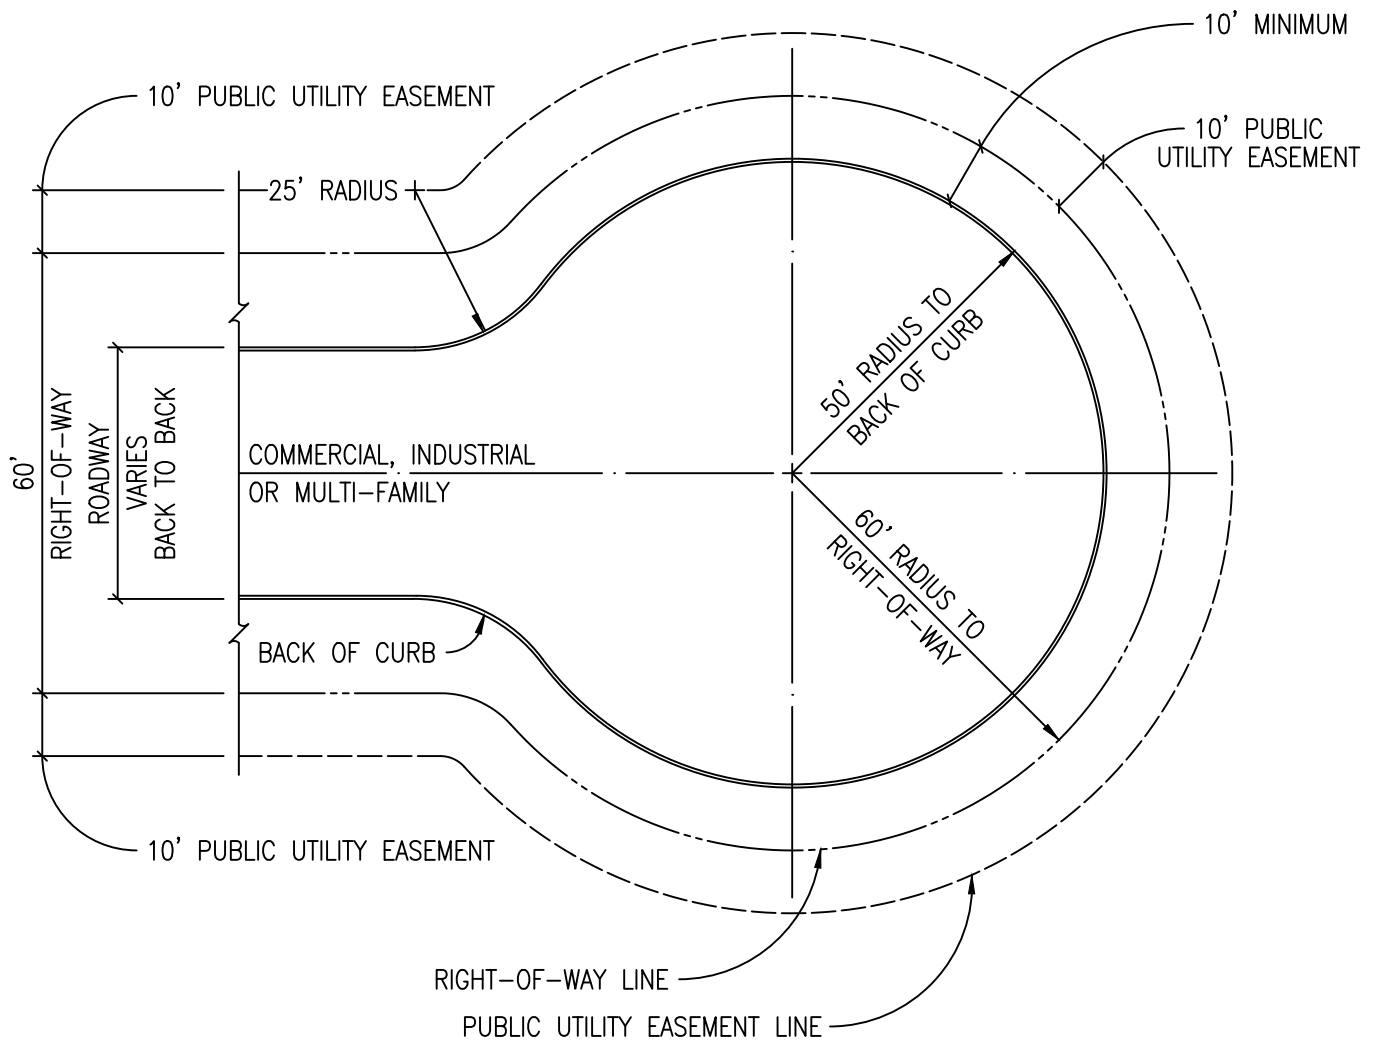 10' MINIMUM
10' PUBLIC UTILITY EASEMENT
10' PUBLIC
UTILITY EASEMENT
25' RADIUS
50' RADIUS TO
BACK OF CURB
60'
RIGHT-OF-WAY
ROADWAY
VARIES
BACK TO BACK
COMMERCIAL, INDUSTRIAL
OR MULTI-FAMILY
60' RADIUS TO
RIGHT-OF-WAY
BACK OF CURB
10' PUBLIC UTILITY EASEMENT
RIGHT-OF-WAY LINE
PUBLIC UTILITY EASEMENT LINE